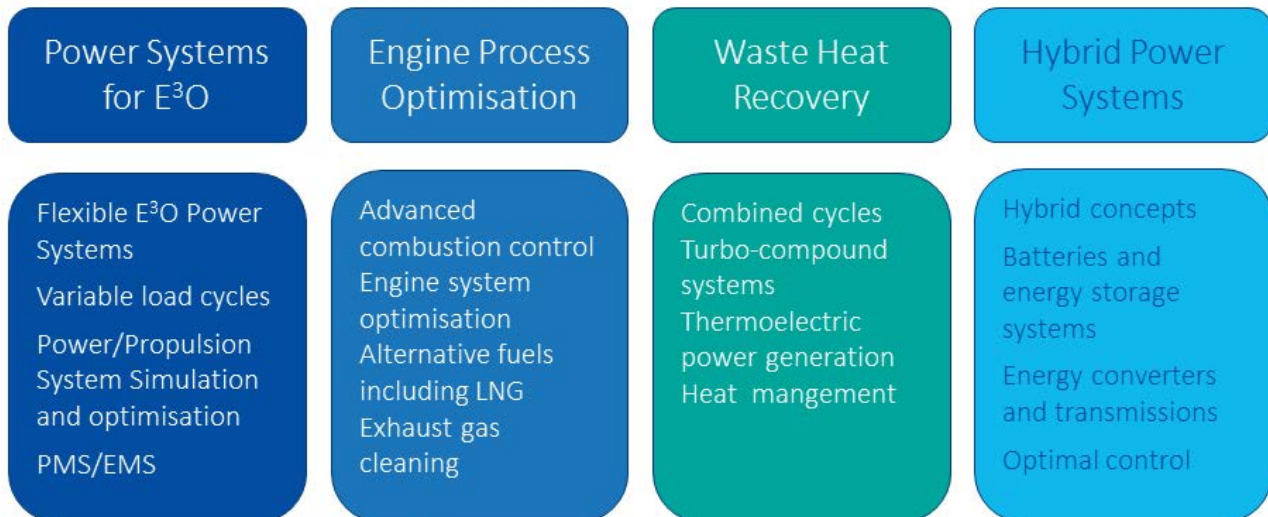 Power Systems
for E³O
Engine Process
Optimisation
Waste Heat
Recovery
Hybrid Power
Systems
Flexible E³O Power
Systems
Variable load cycles
Power/Propulsion
System Simulation
and optimisation
PMS/EMS
Advanced
combustion control
Engine system
optimisation
Alternative fuels
including LNG
Exhaust gas
cleaning
Combined cycles
Turbo-compound
systems
Thermoelectric
power generation
Heat mangement
Hybrid concepts
Batteries and
energy storage
systems
Energy converters
and transmissions
Optimal control